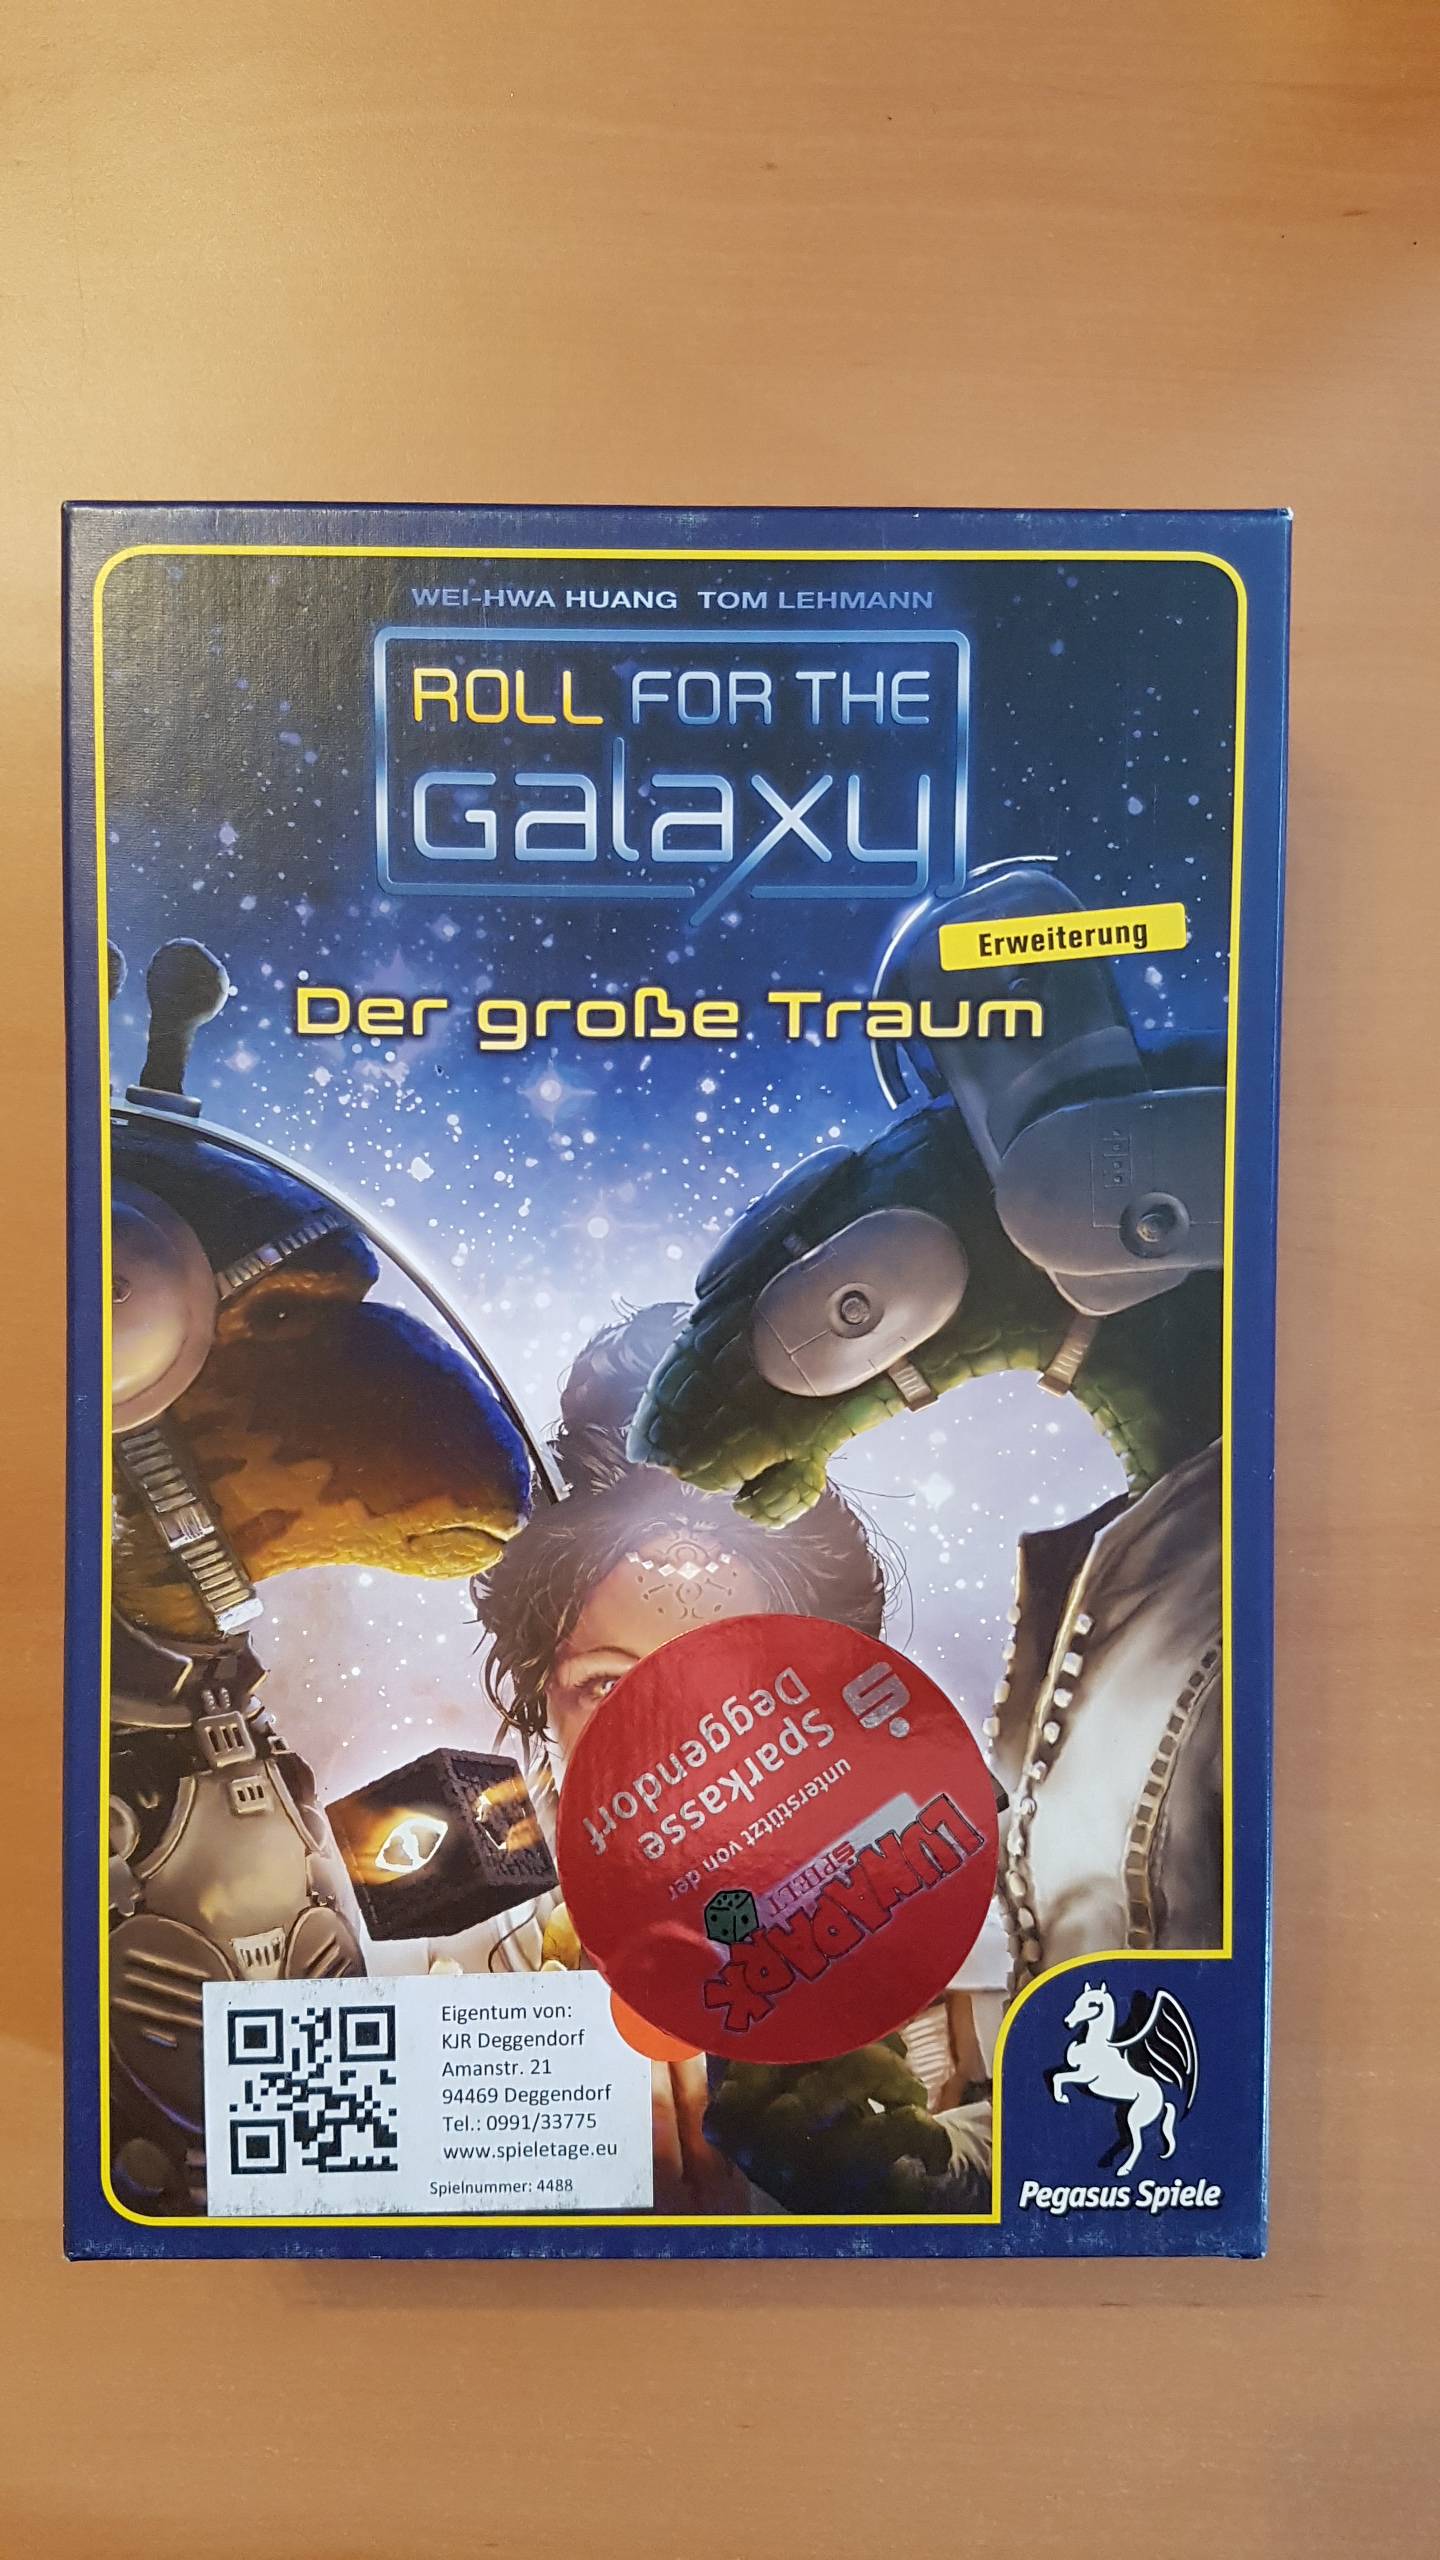 WEI-HWA HUANG TOM LEHMANN
ROLL FOR THE
Galaxy
Erweiterung
Der große Traum
Sparkasse
Deggendorf
unterstützt von der
LUNAPARK
SPIELT
Eigentum von:
KJR Deggendorf
Amanstr. 21
94469 Deggendorf
Tel.: 0991/33775
www.spieletage.eu
Spielnummer: 4488
Pegasus Spiele